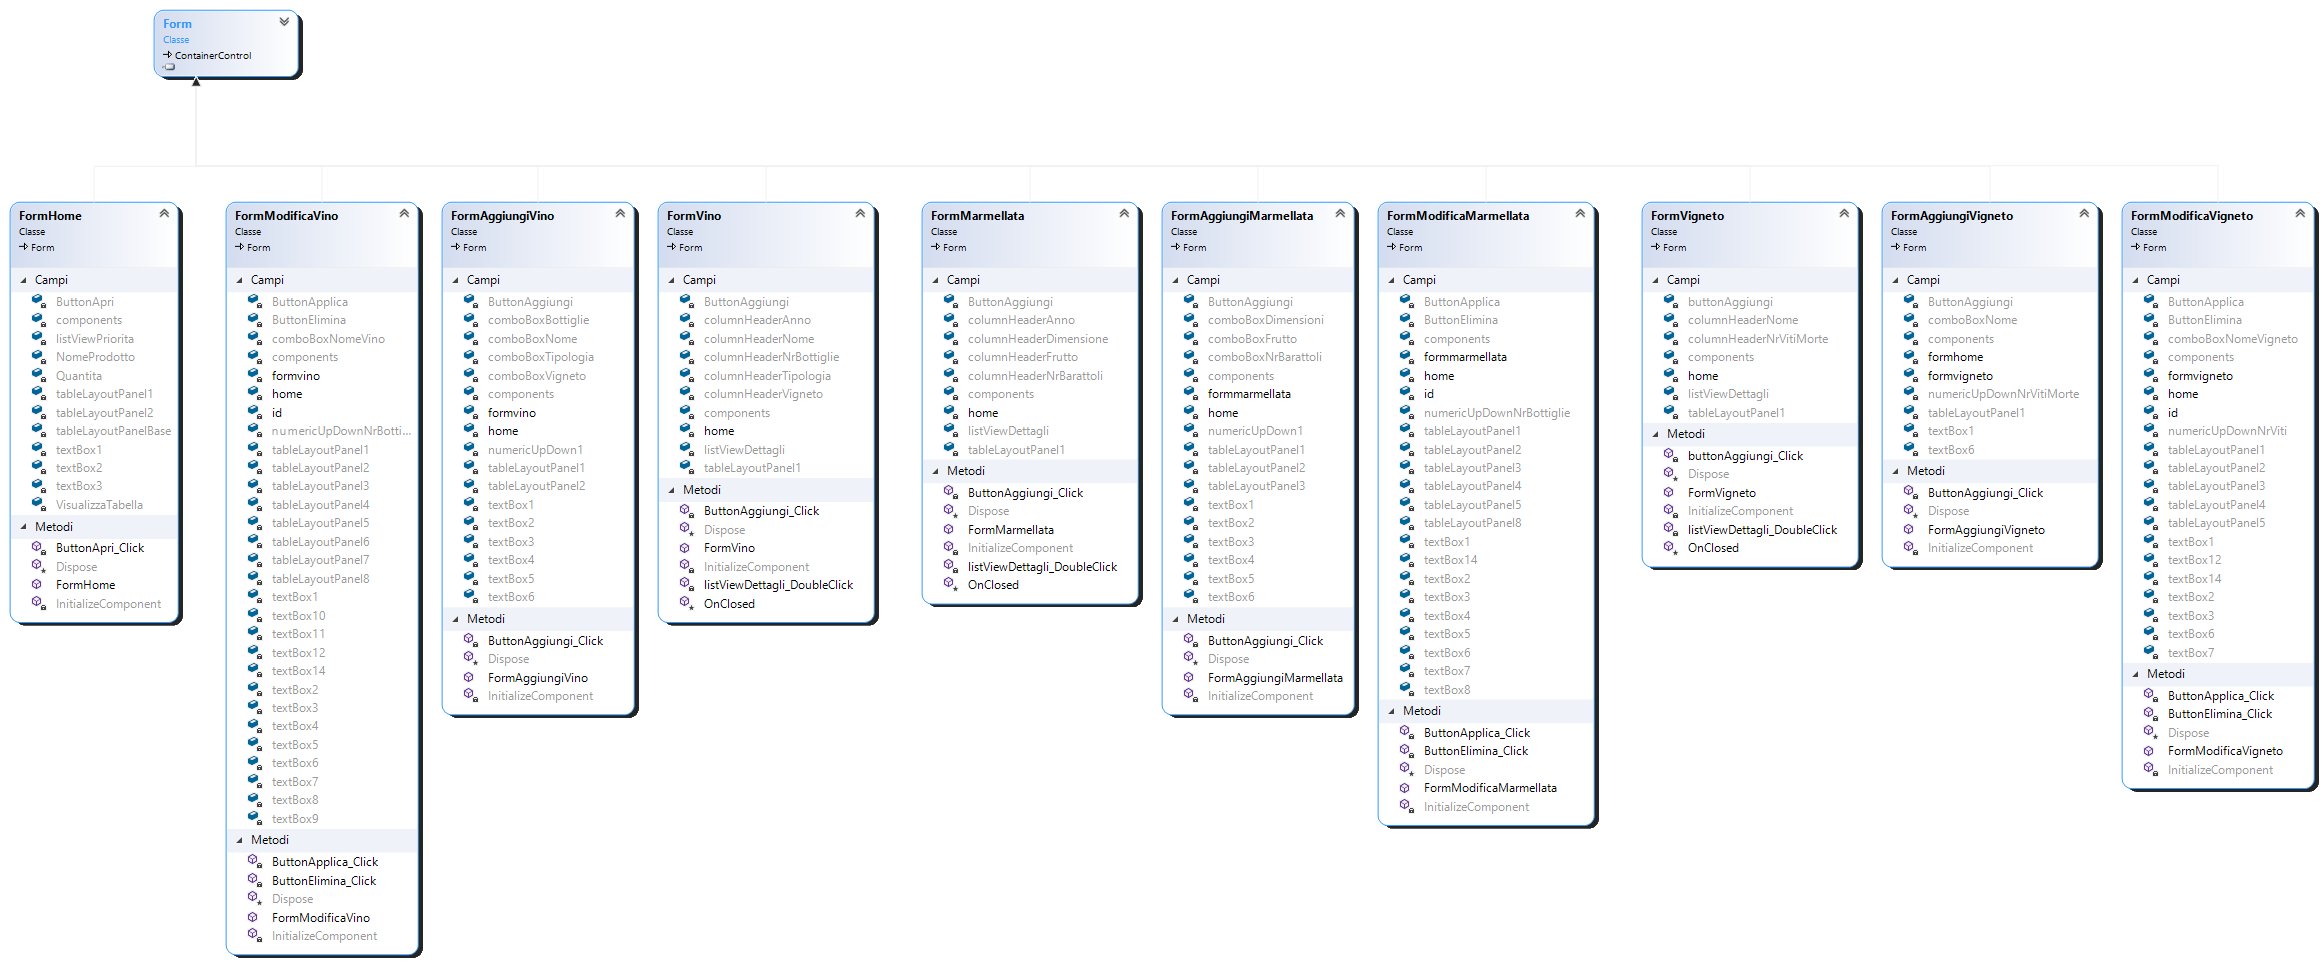 Form
Classe
ContainerControl
FormHome
Classe
Form
Campi
ButtonApri
components
listViewPriorita
NomeProdotto
Quantita
tableLayoutPanel1
tableLayoutPanel2
tableLayoutPanelBase
textBox1
textBox2
textBox3
VisualizzaTabella
Metodi
ButtonApri_Click
Dispose
FormHome
InitializeComponent
FormModificaVino
Classe
Form
Campi
ButtonApplica
ButtonElimina
comboBoxNomeVino
components
formvino
home
id
numericUpDownNrBotti...
tableLayoutPanel1
tableLayoutPanel2
tableLayoutPanel3
tableLayoutPanel4
tableLayoutPanel5
tableLayoutPanel6
tableLayoutPanel7
tableLayoutPanel8
textBox1
textBox10
textBox11
textBox12
textBox14
textBox2
textBox3
textBox4
textBox5
textBox6
textBox7
textBox8
textBox9
Metodi
ButtonApplica_Click
ButtonElimina_Click
Dispose
FormModificaVino
InitializeComponent
FormAggiungiVino
Classe
Form
Campi
ButtonAggiungi
comboBoxBottiglie
comboBoxNome
comboBoxTipologia
comboBoxVigneto
components
formvino
home
numericUpDown1
tableLayoutPanel1
tableLayoutPanel2
textBox1
textBox2
textBox3
textBox4
textBox5
textBox6
Metodi
ButtonAggiungi_Click
Dispose
FormAggiungiVino
InitializeComponent
FormVino
Classe
Form
Campi
ButtonAggiungi
columnHeaderAnno
columnHeaderNome
columnHeaderNrBottiglie
columnHeaderTipologia
columnHeaderVigneto
components
home
listViewDettagli
tableLayoutPanel1
Metodi
ButtonAggiungi_Click
Dispose
FormVino
InitializeComponent
listViewDettagli_DoubleClick
OnClosed
FormMarmellata
Classe
Form
Campi
ButtonAggiungi
columnHeaderAnno
columnHeaderDimensione
columnHeaderFrutto
columnHeaderNrBarattoli
components
home
listViewDettagli
tableLayoutPanel1
Metodi
ButtonAggiungi_Click
Dispose
FormMarmellata
InitializeComponent
listViewDettagli_DoubleClick
OnClosed
FormAggiungiMarmellata
Classe
Form
Campi
ButtonAggiungi
comboBoxDimensioni
comboBoxFrutto
comboBoxNrBarattoli
components
formmarmellata
home
numericUpDown1
tableLayoutPanel1
tableLayoutPanel2
tableLayoutPanel3
textBox1
textBox2
textBox3
textBox4
textBox5
textBox6
Metodi
ButtonAggiungi_Click
Dispose
FormAggiungiMarmellata
InitializeComponent
FormModificaMarmellata
Classe
Form
Campi
ButtonApplica
ButtonElimina
components
formmarmellata
home
id
numericUpDownNrBottiglie
tableLayoutPanel1
tableLayoutPanel2
tableLayoutPanel3
tableLayoutPanel4
tableLayoutPanel5
tableLayoutPanel8
textBox1
textBox14
textBox2
textBox3
textBox4
textBox5
textBox6
textBox7
textBox8
Metodi
ButtonApplica_Click
ButtonElimina_Click
Dispose
FormModificaMarmellata
InitializeComponent
FormVigneto
Classe
Form
Campi
buttonAggiungi
columnHeaderNome
columnHeaderNrVitiMorte
components
home
listViewDettagli
tableLayoutPanel1
Metodi
buttonAggiungi_Click
Dispose
FormVigneto
InitializeComponent
listViewDettagli_DoubleClick
OnClosed
FormAggiungiVigneto
Classe
Form
Campi
ButtonAggiungi
comboBoxNome
components
formhome
formvigneto
numericUpDownNrVitiMorte
tableLayoutPanel1
textBox1
textBox6
Metodi
ButtonAggiungi_Click
Dispose
FormAggiungiVigneto
InitializeComponent
FormModificaVigneto
Classe
Form
Campi
ButtonApplica
ButtonElimina
comboBoxNomeVigneto
components
formvigneto
home
id
numericUpDownNrViti
tableLayoutPanel1
tableLayoutPanel2
tableLayoutPanel3
tableLayoutPanel4
tableLayoutPanel5
textBox1
textBox12
textBox14
textBox2
textBox3
textBox6
textBox7
Metodi
ButtonApplica_Click
ButtonElimina_Click
Dispose
FormModificaVigneto
InitializeComponent